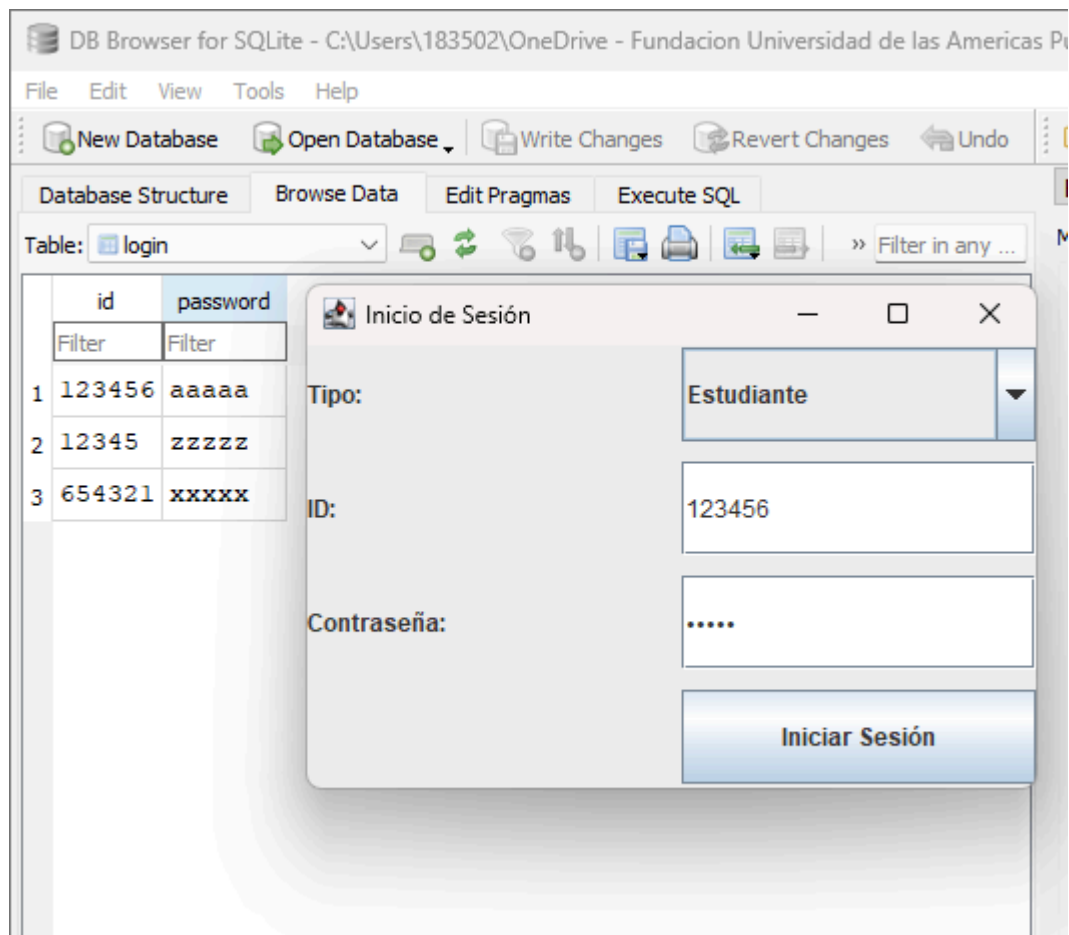 DB Browser for SQLite - C:\Users\183502\OneDrive - Fundacion Universidad de las Americas
File Edit View Tools Help
New Database Open Database Write Changes Revert Changes Undo
Database Structure Browse Data Edit Pragmas Execute SQL
Table: login Filter in any ...
id password
Filter Filter
1 123456 aaaaa
2 12345 zzzzz
3 654321 xxxxx
Inicio de Sesión
Tipo: Estudiante
ID: 123456
Contraseña: •••••
Iniciar Sesión